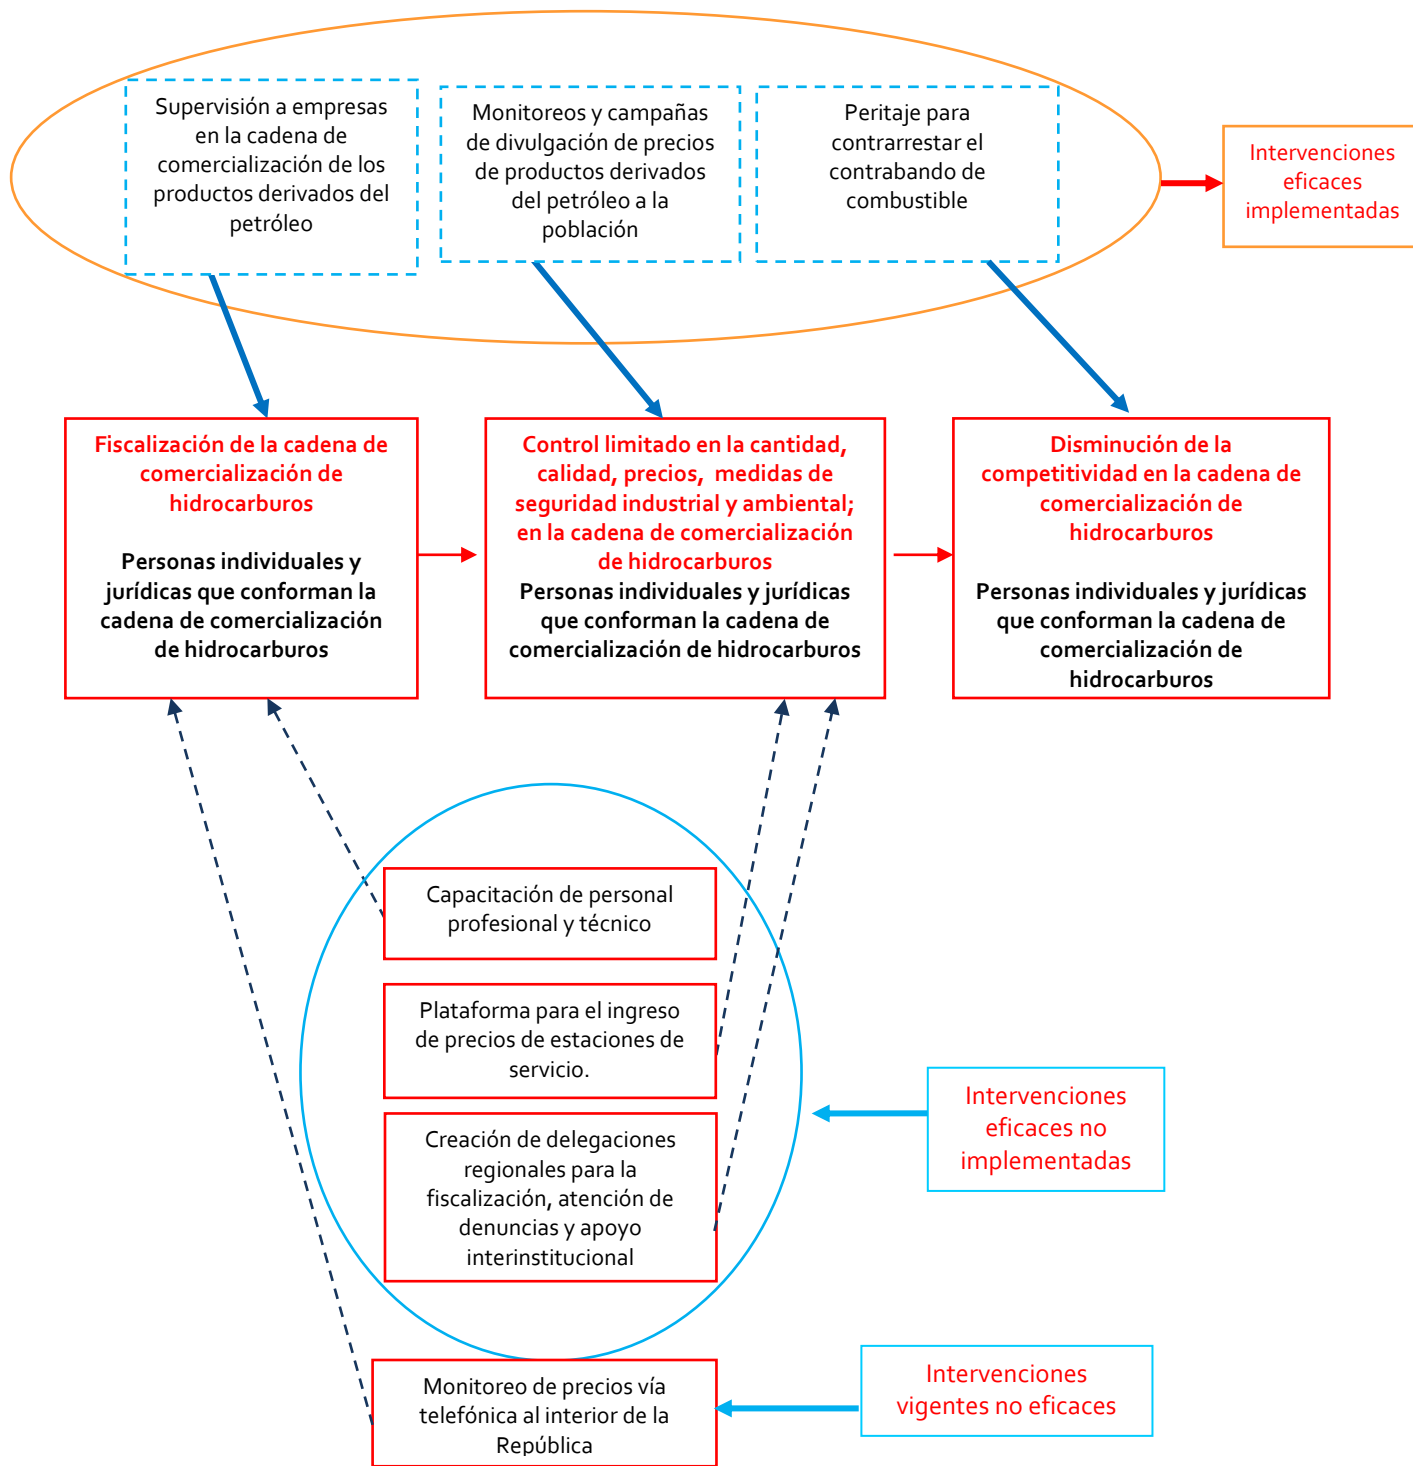 Supervisión a empresas
en la cadena de
comercialización de los
productos derivados del
petróleo
Monitoreos y campañas
de divulgación de precios
de productos derivados
del petróleo a la
población
Peritaje para
contrarrestar el
contrabando de
combustible
Intervenciones
eficaces
implementadas
Fiscalización de la cadena de
comercialización de
hidrocarburos
Personas individuales y
jurídicas que conforman la
cadena de comercialización
de hidrocarburos
Control limitado en la cantidad,
calidad, precios, medidas de
seguridad industrial y ambiental;
en la cadena de comercialización
de hidrocarburos
Personas individuales y jurídicas
que conforman la cadena de
comercialización de hidrocarburos
Disminución de la
competitividad en la cadena de
comercialización de
hidrocarburos
Personas individuales y jurídicas
que conforman la cadena de
comercialización de
hidrocarburos
Capacitación de personal
profesional y técnico
Plataforma para el ingreso
de precios de estaciones de
servicio.
Creación de delegaciones
regionales para la
fiscalización, atención de
denuncias y apoyo
interinstitucional
Intervenciones
eficaces no
implementadas
Monitoreo de precios vía
telefónica al interior de la
República
Intervenciones
vigentes no eficaces